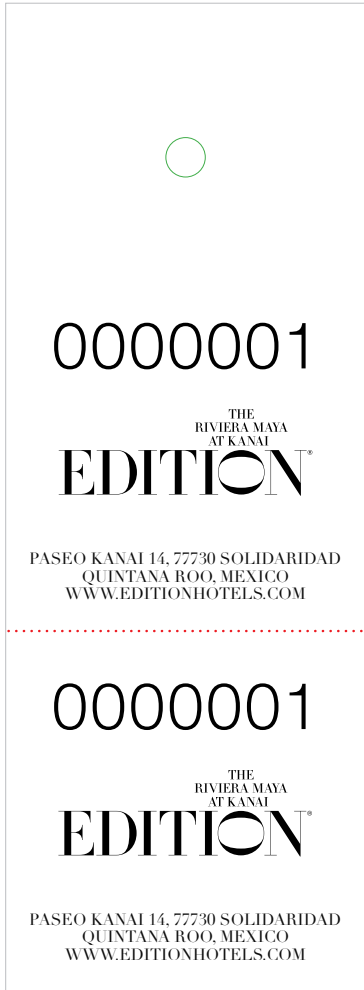 0000001
THE
RIVIERA MAYA
AT KANAI
EDITION®
PASEO KANAI 14, 77730 SOLIDARIDAD
QUINTANA ROO, MEXICO
WWW.EDITIONHOTELS.COM
0000001
THE
RIVIERA MAYA
AT KANAI
EDITION®
PASEO KANAI 14, 77730 SOLIDARIDAD
QUINTANA ROO, MEXICO
WWW.EDITIONHOTELS.COM